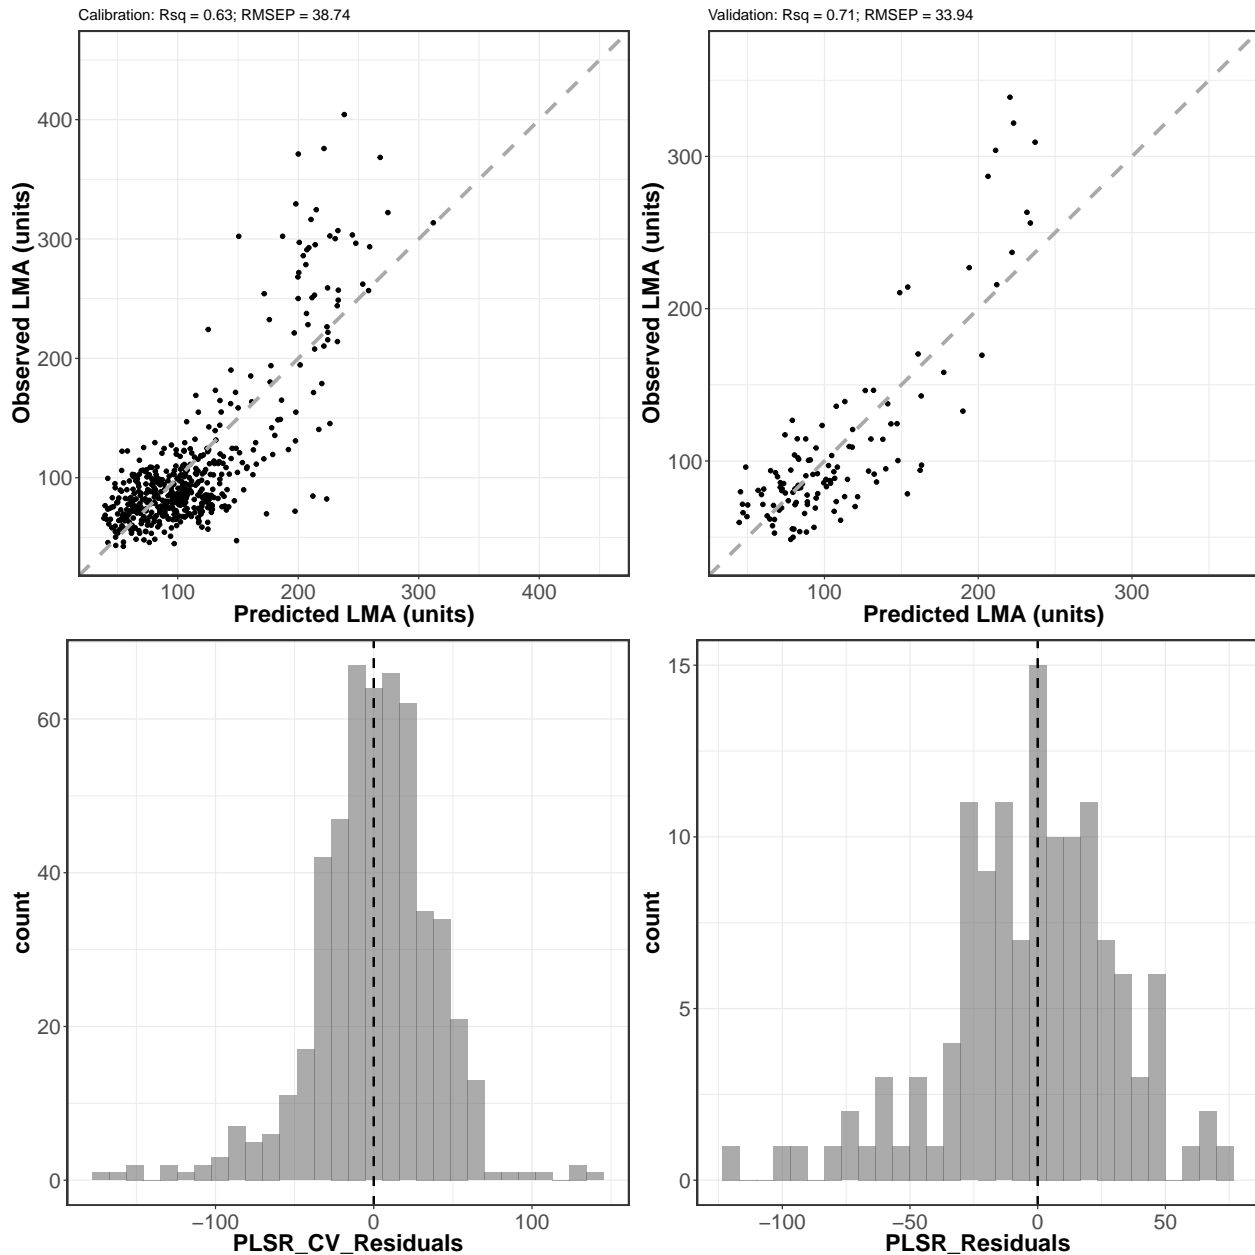 Calibration: Rsq = 0.63; RMSEP = 38.74
Observed LMA (units)
400
300
200
100
100 200 300 400
Predicted LMA (units)
Validation: Rsq = 0.71; RMSEP = 33.94
Observed LMA (units)
300
200
100
100 200 300
Predicted LMA (units)
count
60
40
20
0
−100 0 100
PLSR_CV_Residuals
count
15
10
5
0
−100 −50 0 50
PLSR_Residuals